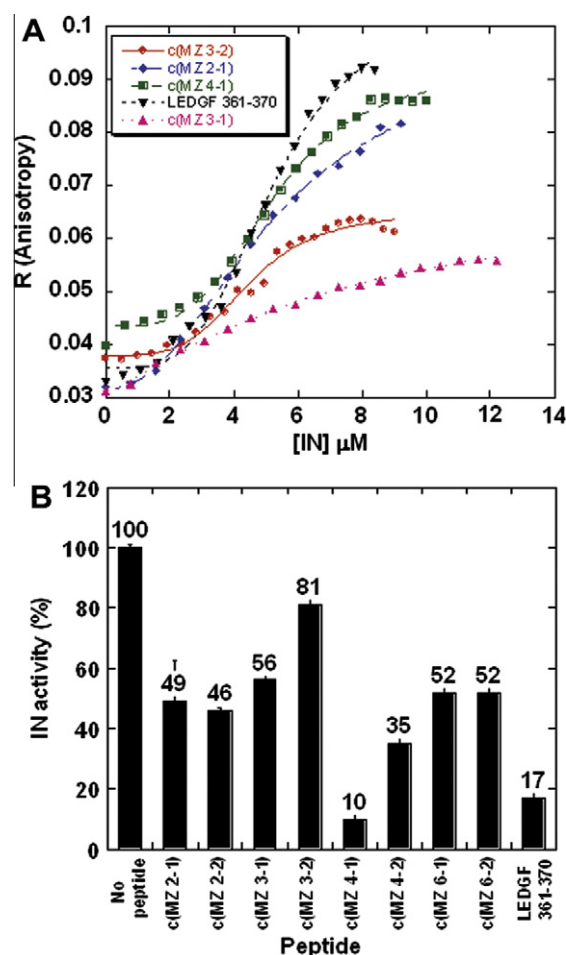 A
0.1
0.09
0.08
0.07
0.06
0.05
0.04
0.03
R (Anisotropy)
c(MZ 3-2)
c(MZ 2-1)
c(MZ 4-1)
LEDGF 361-370
c(MZ 3-1)
0 2 4 6 8 10 12
[IN] µM
B
120
100
80
60
40
20
0
IN activity (%)
100
49
46
56
81
10
35
52
52
17
No peptide
c(MZ 2-1)
c(MZ 2-2)
c(MZ 3-1)
c(MZ 3-2)
c(MZ 4-1)
c(MZ 4-2)
c(MZ 6-1)
c(MZ 6-2)
LEDGF 361-370
Peptide